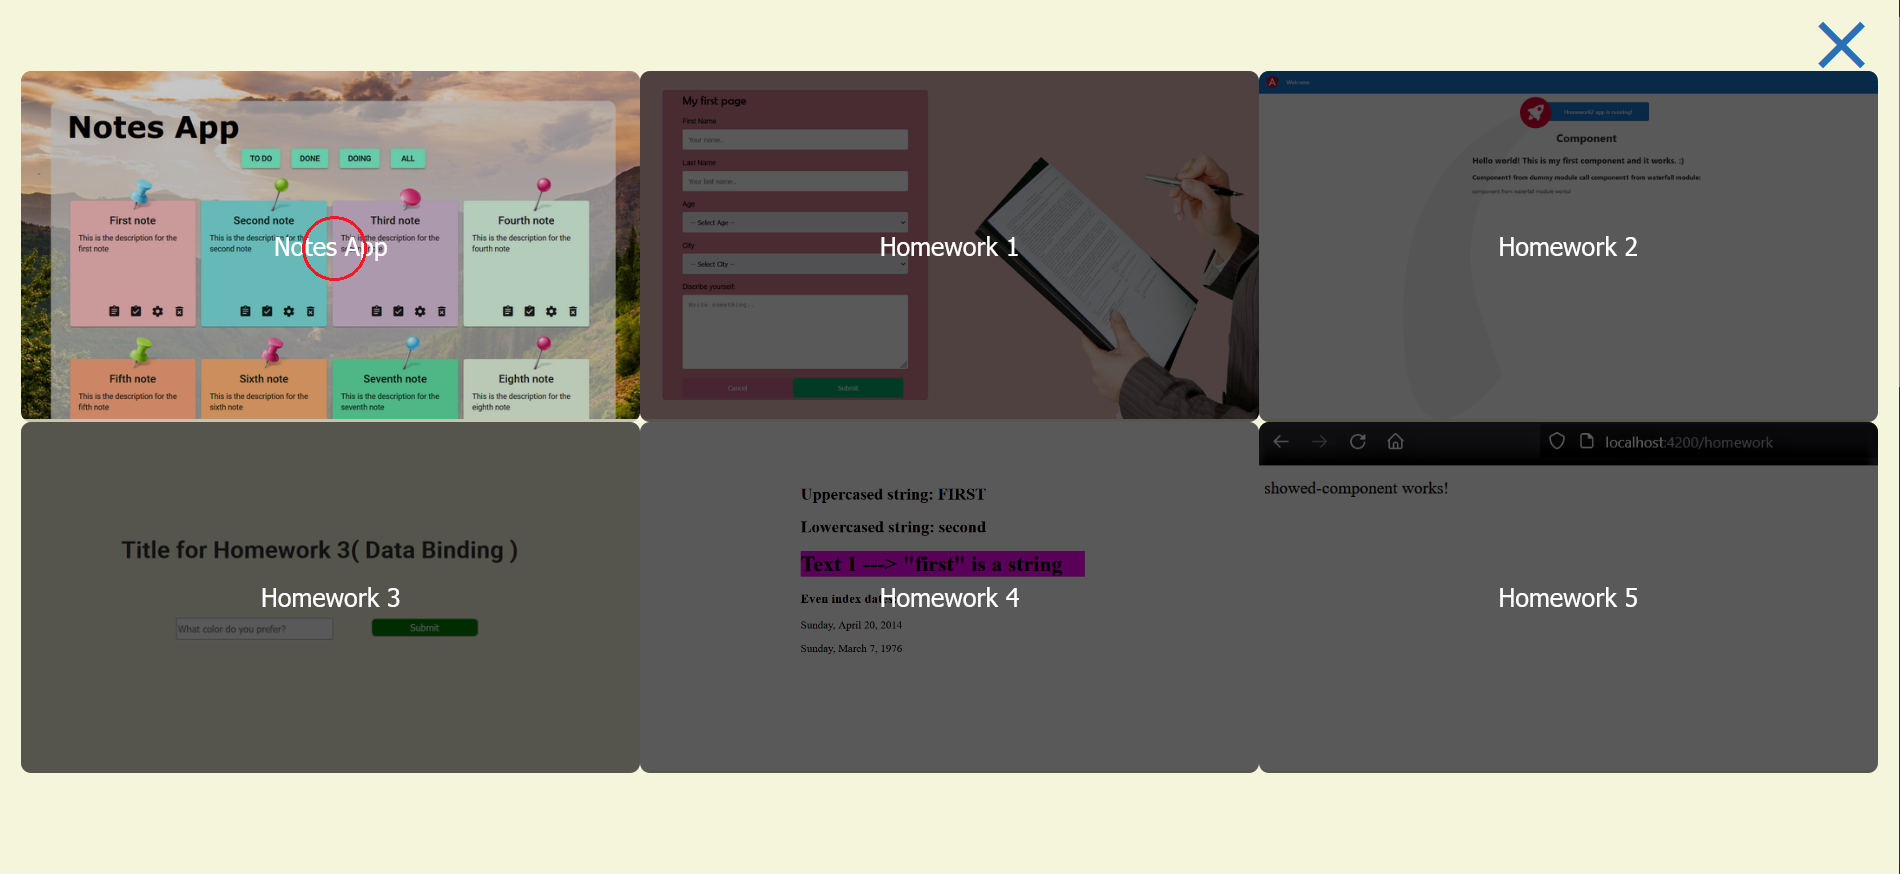 Notes App
TO DO DONE DOING ALL
First note
This is the description for the
first note
Second note
This is the description for the
second note
Third note
This is the description for the
Fourth note
This is the description for the
fourth note
Notes App
Fifth note
This is the description for the
fifth note
Sixth note
This is the description for the
sixth note
Seventh note
This is the description for the
seventh note
Eighth note
This is the description for the
eighth note
My first page
First Name
Your name..
Last Name
Your last name..
Age
-- Select Age --
City
-- Select City --
Discribe yourself:
Write something..
Cancel Submit
Homework 1
Welcome
Homework2 app is running!
Component
Hello world! This is my first component and it works. :)
Component1 from dummy module call component1 from waterfall module:
component from waterfall module works!
Homework 2
Title for Homework 3( Data Binding )
Homework 3
What color do you prefer? Submit
Uppercased string: FIRST
Lowercased string: second
Text 1 ---> "first" is a string
Even index dates
Homework 4
Sunday, April 20, 2014
Sunday, March 7, 1976
localhost:4200/homework
showed-component works!
Homework 5